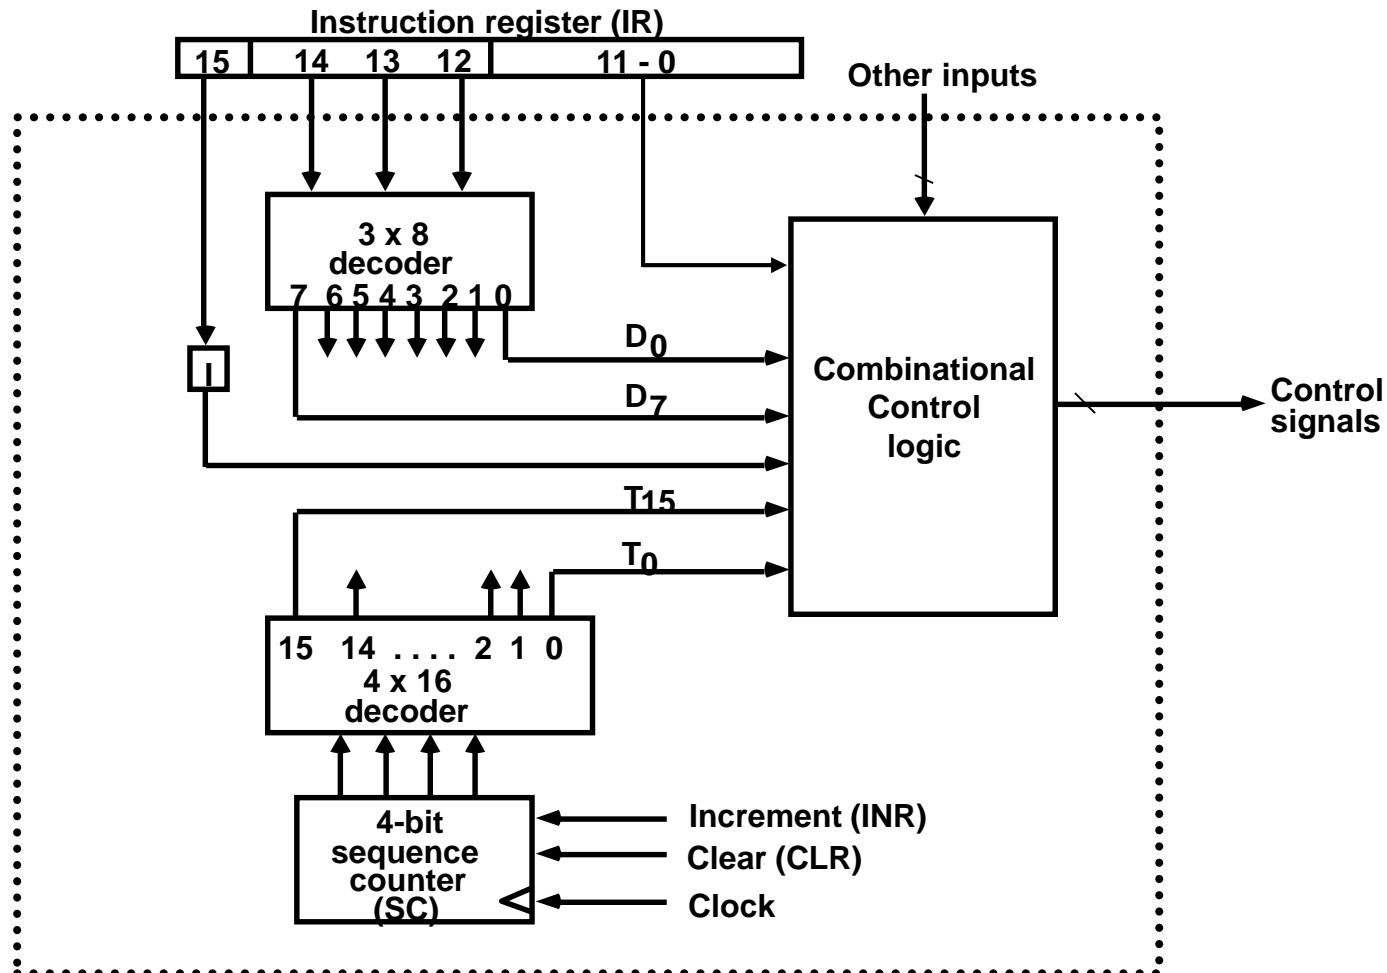 Instruction register (IR)
15 14 13 12 11 - 0
Other inputs
3 x 8
decoder
7 6 5 4 3 2 1 0
D0
I
Combinational
Control
logic
D7
Control
signals
T15
T0
15 14 . . . . 2 1 0
4 x 16
decoder
4-bit
sequence
counter
(SC)
Increment (INR)
Clear (CLR)
Clock